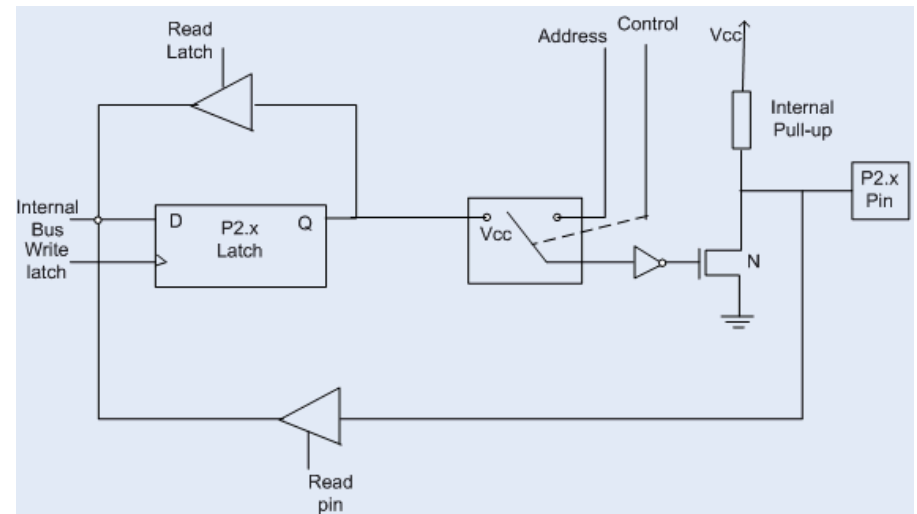 Read
Latch
Address
Control
Vcc
Internal
Pull-up
P2.x
Pin
Internal
Bus
Write
latch
D
P2.x
Latch
Q
Vcc
N
Read
pin